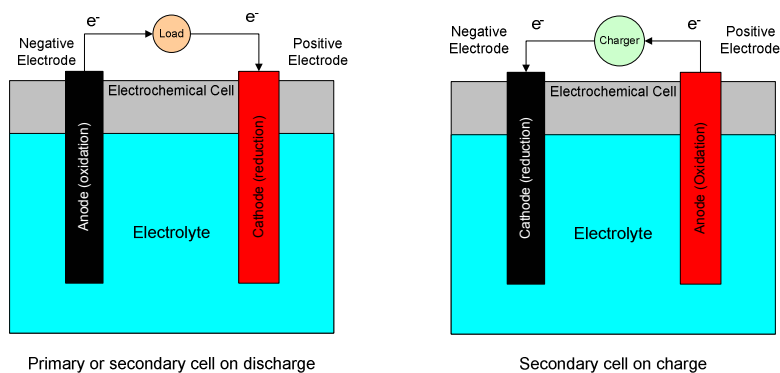 e-
Load
e-
Negative
Electrode
Positive
Electrode
Electrochemical Cell
Anode (oxidation)
Cathode (reduction)
Electrolyte
Primary or secondary cell on discharge
e-
Charger
e-
Negative
Electrode
Positive
Electrode
Electrochemical Cell
Cathode (reduction)
Anode (Oxidation)
Electrolyte
Secondary cell on charge